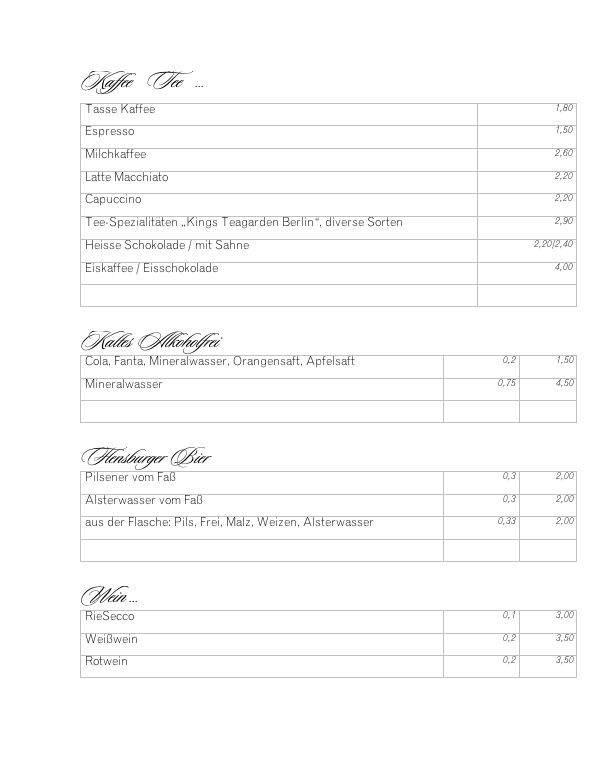 Kaffee Tee ...
Tasse Kaffee 1,80
Espresso 1,50
Milchkaffee 2,60
Latte Macchiato 2,20
Capuccino 2,20
Tee-Spezialitäten „Kings Teagarden Berlin“, diverse Sorten 2,90
Heisse Schokolade / mit Sahne 2,20|2,40
Eiskaffee / Eisschokolade 4,00
Kaltes Alkoholfrei
Cola, Fanta, Mineralwasser, Orangensaft, Apfelsaft 0,2 1,50
Mineralwasser 0,75 4,50
Flensburger Bier
Pilsener vom Faß 0,3 2,00
Alsterwasser vom Faß 0,3 2,00
aus der Flasche: Pils, Frei, Malz, Weizen, Alsterwasser 0,33 2,00
Wein ...
RieSecco 0,1 3,00
Weißwein 0,2 3,50
Rotwein 0,2 3,50